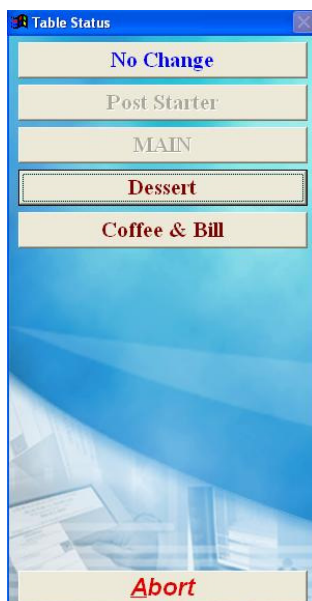 Table Status
No Change
Post Starter
MAIN
Dessert
Coffee & Bill
Abort